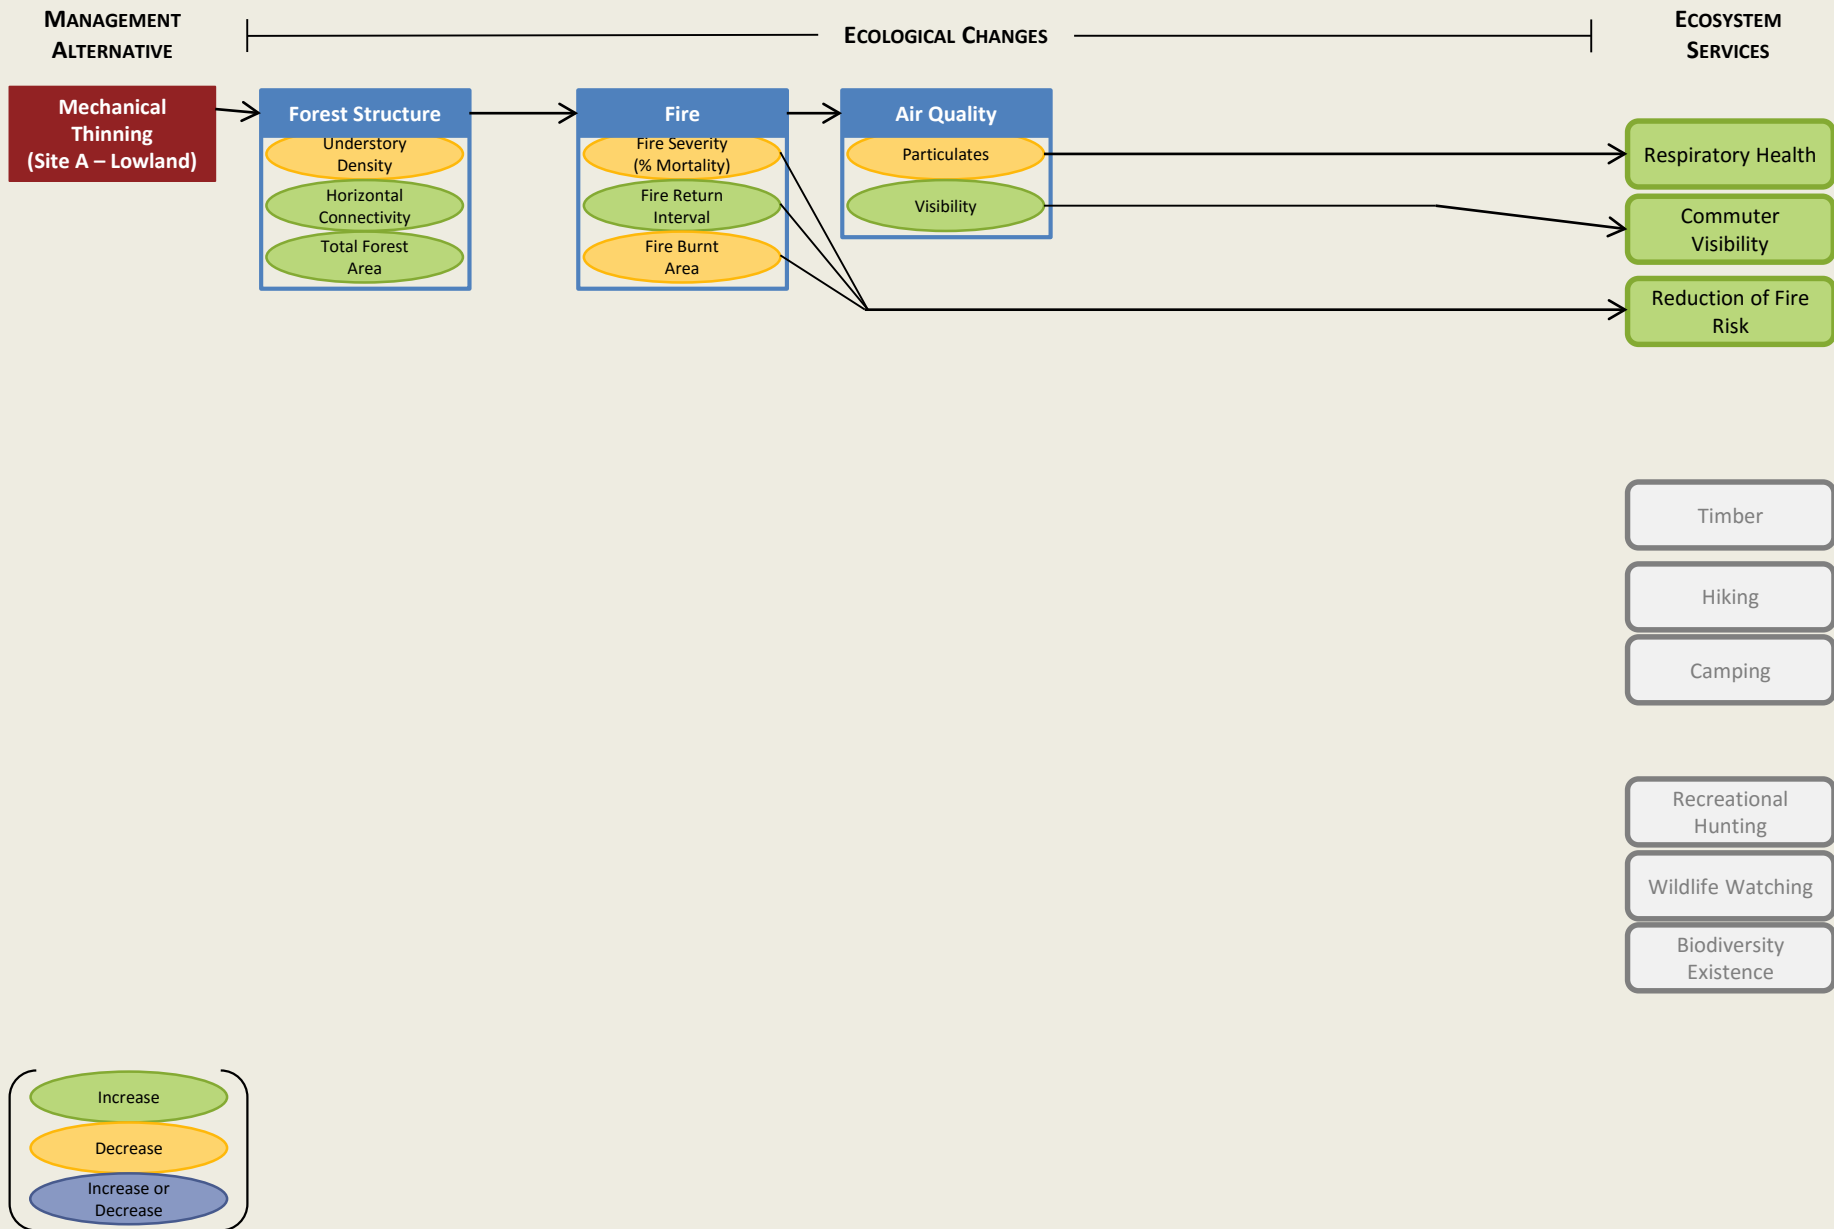 MANAGEMENT
ALTERNATIVE
ECOLOGICAL CHANGES
ECOSYSTEM
SERVICES
Mechanical
Thinning
(Site A – Lowland)
Forest Structure
Understory
Density
Horizontal
Connectivity
Total Forest
Area
Fire
Fire Severity
(% Mortality)
Fire Return
Interval
Fire Burnt
Area
Air Quality
Particulates
Visibility
Respiratory Health
Commuter
Visibility
Reduction of Fire
Risk
Timber
Hiking
Camping
Recreational
Hunting
Wildlife Watching
Biodiversity
Existence
Increase
Decrease
Increase or
Decrease